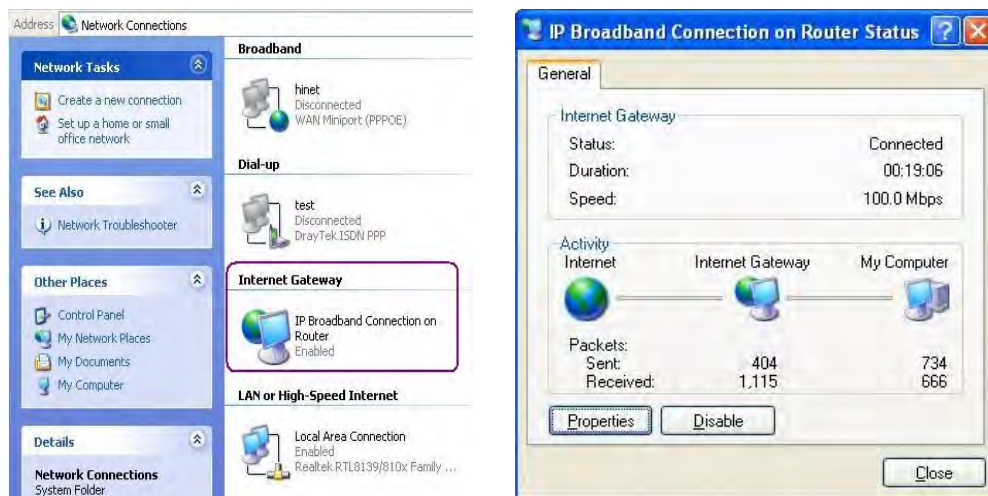 Address Network Connections
Network Tasks
Create a new connection
Set up a home or small
office network
See Also
Network Troubleshooter
Other Places
Control Panel
My Network Places
My Documents
My Computer
Details
Network Connections
System Folder
Broadband
hinet
Disconnected
WAN Miniport (PPPOE)
Dial-up
test
Disconnected
DrayTek ISDN PPP
Internet Gateway
IP Broadband Connection on
Router
Enabled
LAN or High-Speed Internet
Local Area Connection
Enabled
Realtek RTL8139/810x Family ...
IP Broadband Connection on Router Status
General
Internet Gateway
Status: Connected
Duration: 00:19:06
Speed: 100.0 Mbps
Activity
Internet Internet Gateway My Computer
Packets:
Sent: 404 734
Received: 1,115 666
Properties Disable
Close